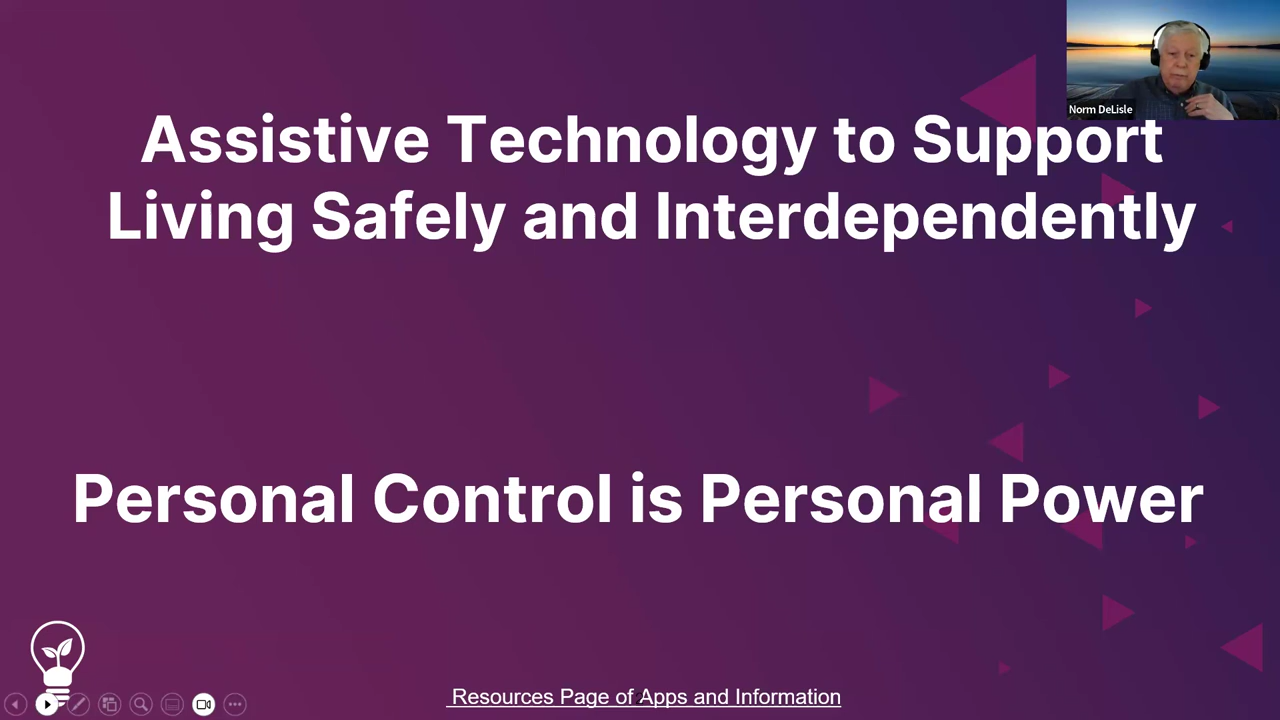 Norm DeLisle
Assistive Technology to Support
Living Safely and Interdependently
Personal Control is Personal Power
Resources Page of Apps and Information